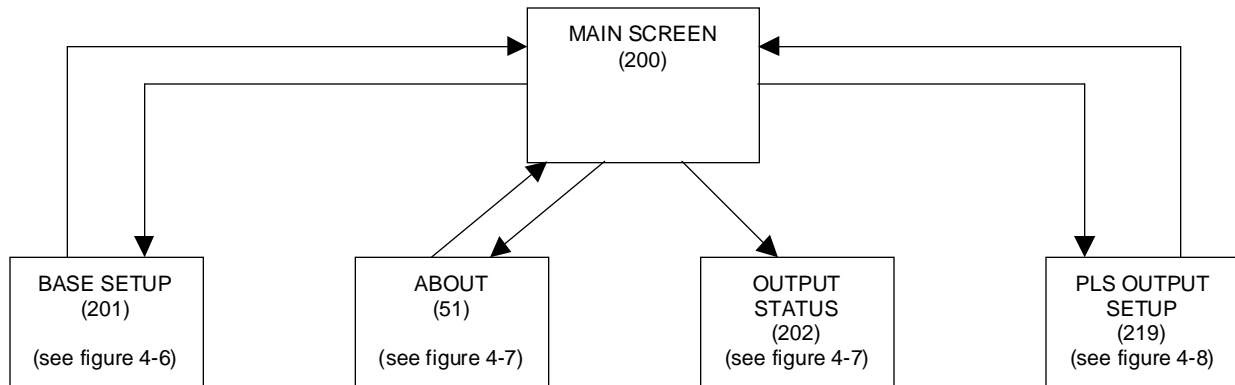 MAIN SCREEN
(200)
BASE SETUP
(201)
(see figure 4-6)
ABOUT
(51)
(see figure 4-7)
OUTPUT
STATUS
(202)
(see figure 4-7)
PLS OUTPUT
SETUP
(219)
(see figure 4-8)